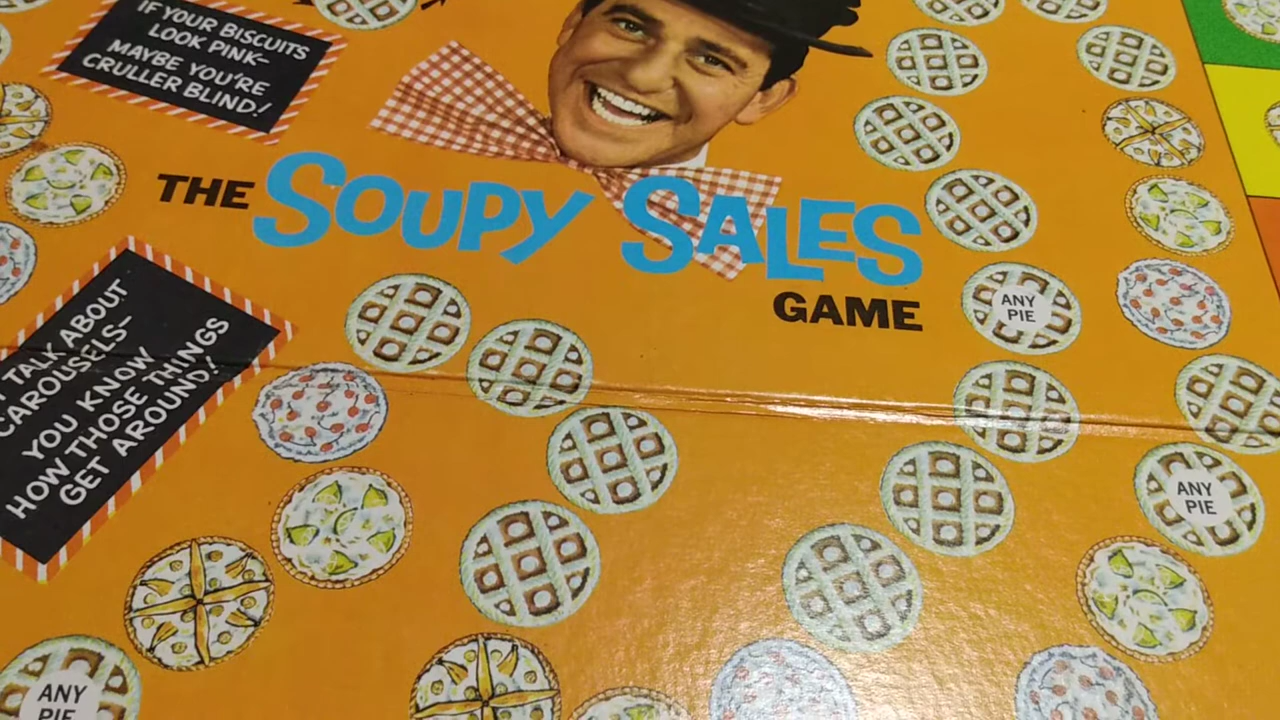 IF YOUR BISCUITS
LOOK PINK–
MAYBE YOU'RE
CRULLER BLIND!
THE SOUPY SALES
GAME
ANY
PIE
TALK ABOUT
CAROUSELS–
YOU KNOW
HOW THOSE THINGS
GET AROUND!
ANY
PIE
ANY
PIE